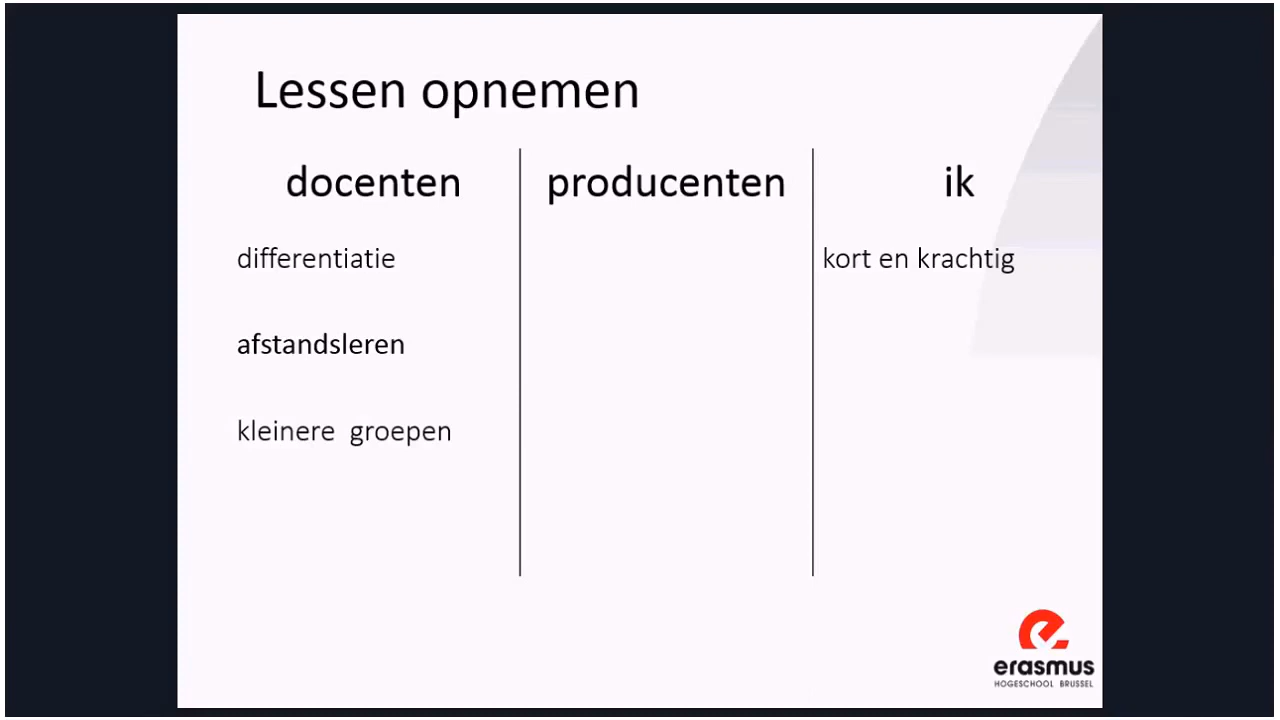 Lessen opnemen
docenten
producenten
ik
differentiatie
kort en krachtig
afstandsleren
kleinere groepen
erasmus
HOGESCHOOL BRUSSEL